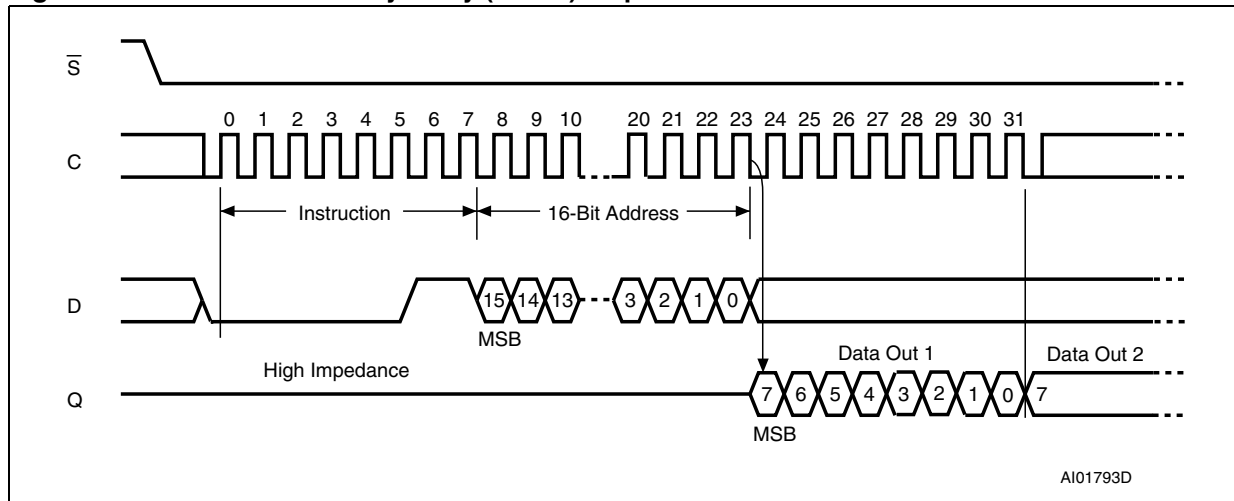 S
0 1 2 3 4 5 6 7 8 9 10 20 21 22 23 24 25 26 27 28 29 30 31
C
Instruction 16-Bit Address
D 15 14 13 3 2 1 0
MSB
High Impedance Data Out 1 Data Out 2
Q 7 6 5 4 3 2 1 0 7
MSB
AI01793D